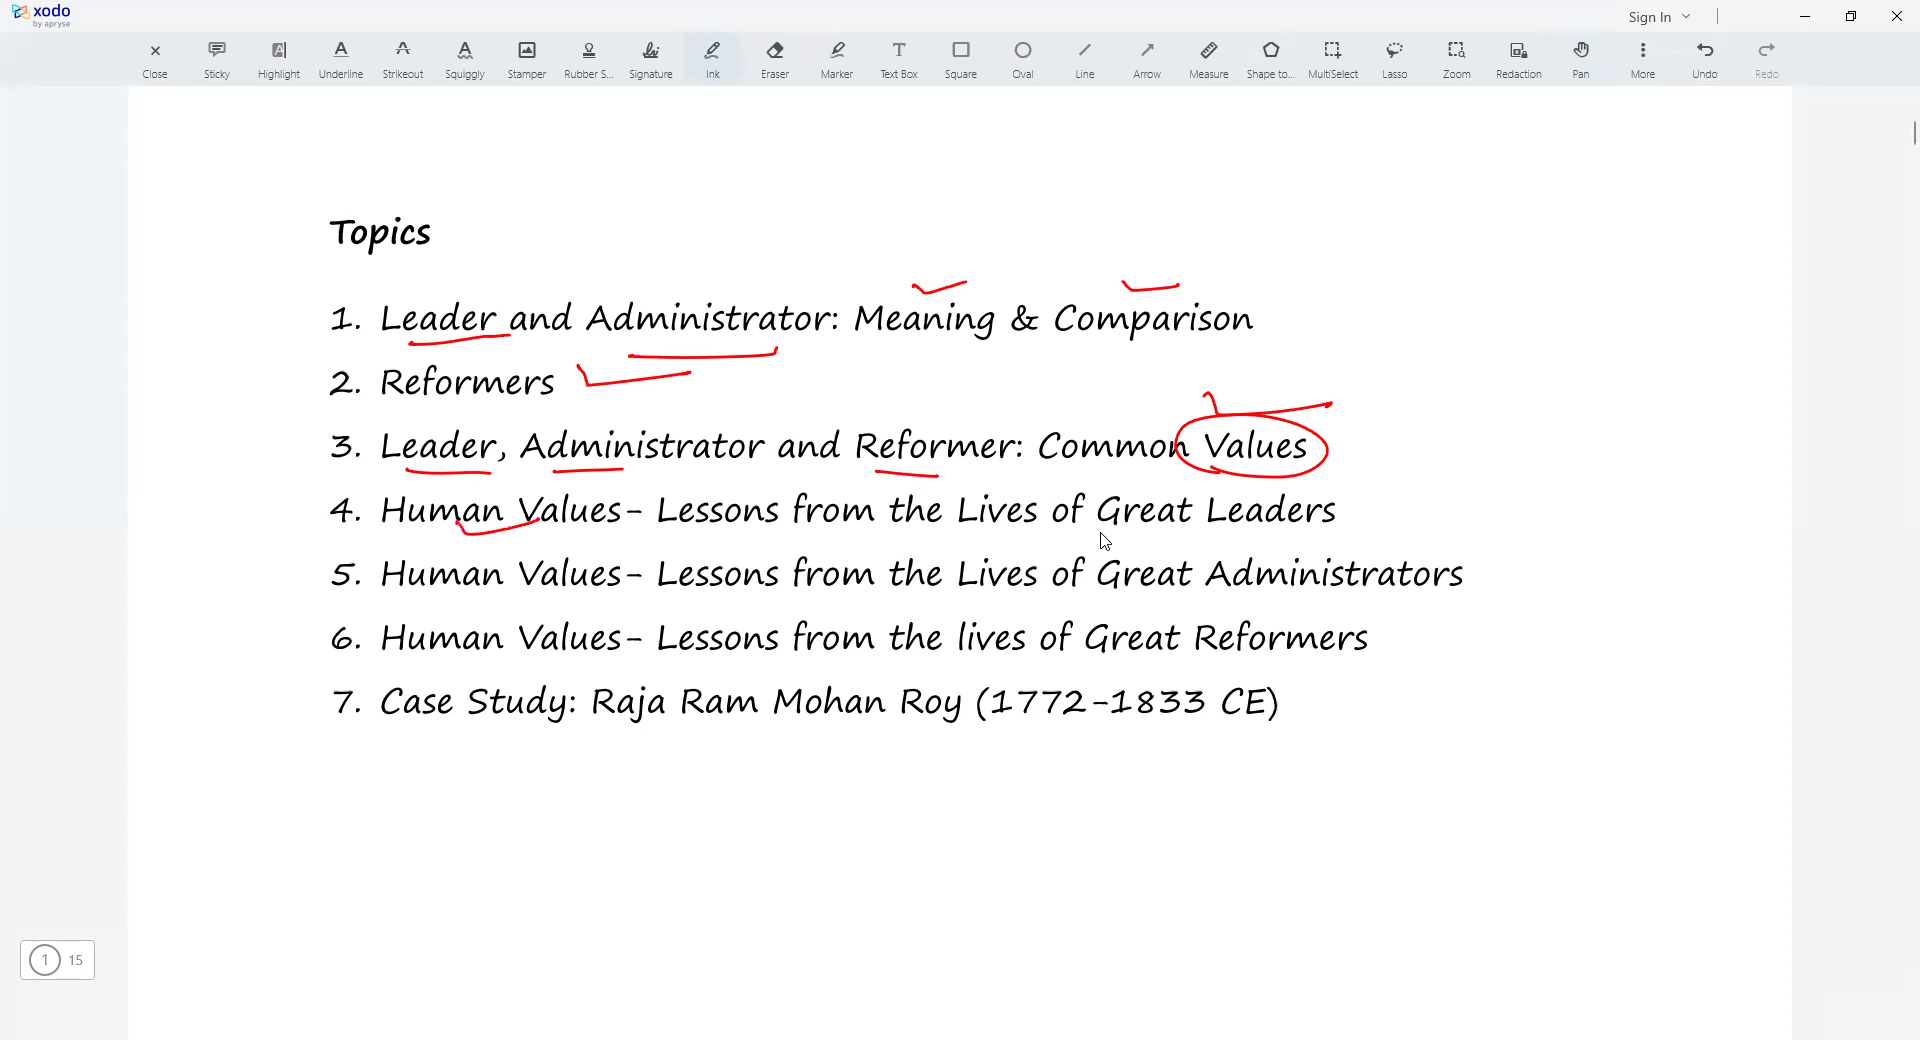 xodo
by apryse
Sign In
Close Sticky Highlight Underline Strikeout Squiggly Stamper Rubber S... Signature Ink Eraser Marker Text Box Square Oval Line Arrow Measure Shape to... MultiSelect Lasso Zoom Redaction Pan More Undo Redo
Topics
1. Leader and Administrator: Meaning & Comparison
2. Reformers
3. Leader, Administrator and Reformer: Common Values
4. Human Values- Lessons from the Lives of Great Leaders
5. Human Values- Lessons from the Lives of Great Administrators
6. Human Values- Lessons from the lives of Great Reformers
7. Case Study: Raja Ram Mohan Roy (1772-1833 CE)
1 15